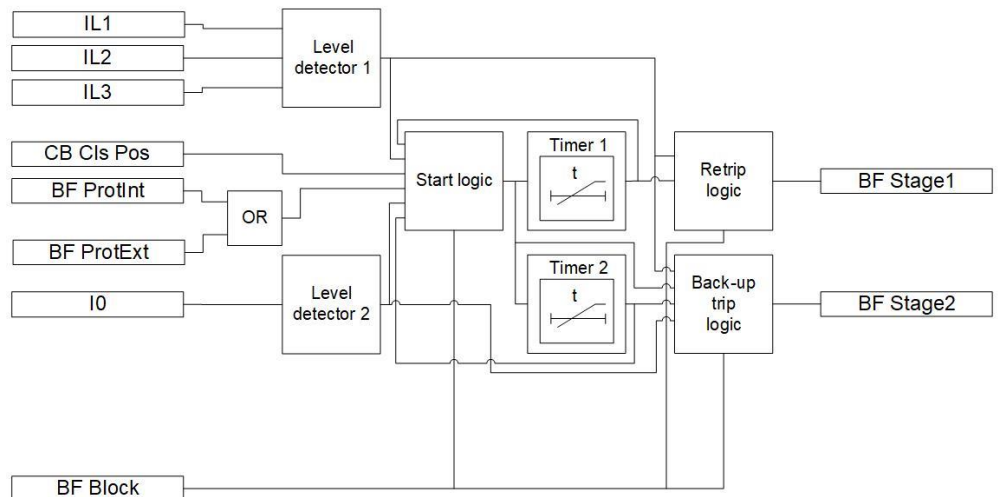 IL1
IL2
IL3
Level
detector 1
CB Cls Pos
BF ProtInt
BF ProtExt
OR
I0
Level
detector 2
Start logic
Timer 1
t
Timer 2
t
Retrip
logic
Back-up
trip
logic
BF Stage1
BF Stage2
BF Block